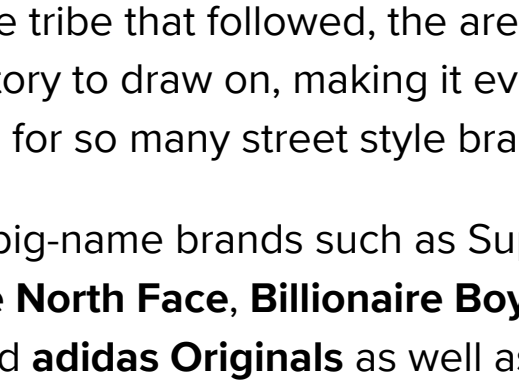 e tribe that followed, the are
tory to draw on, making it ev
for so many street style bra
big-name brands such as Su
e North Face, Billionaire Boy
d adidas Originals as well as